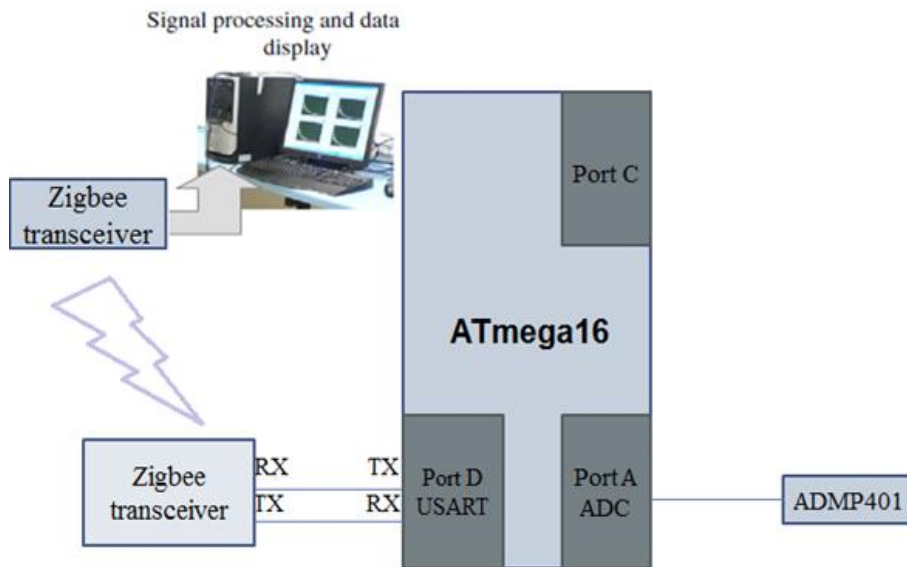 Signal processing and data
display
Zigbee
transceiver
Port C
ATmega16
Zigbee
transceiver
RX
TX
TX
RX
Port D
USART
Port A
ADC
ADMP401